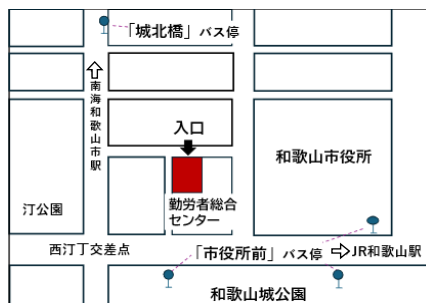 「城北橋」バス停
南海和歌山市駅
入口
和歌山市役所
汀公園
勤労者総合
センター
西汀丁交差点
「市役所前」バス停
JR和歌山駅
和歌山城公園